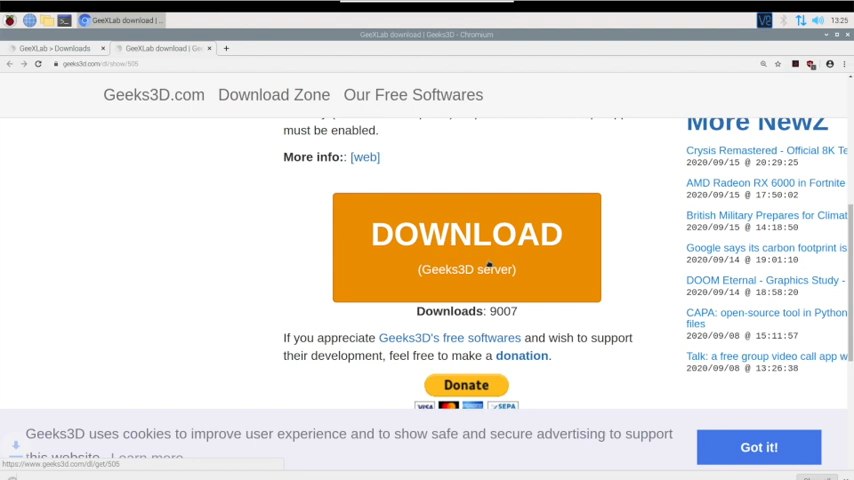 GeeXLab download | ...
13:25
GeeXLab download | Geeks3D - Chromium
GeeXLab > Downloads
GeeXLab download | Gee
geeks3d.com/dl/show/505
Geeks3D.com Download Zone Our Free Softwares
must be enabled.
More info:: [web]
DOWNLOAD
(Geeks3D server)
Downloads: 9007
If you appreciate Geeks3D's free softwares and wish to support
their development, feel free to make a donation.
Donate
VISA
SEPA
More NewZ
Crysis Remastered - Official 8K Te
2020/09/15 @ 20:29:25
AMD Radeon RX 6000 in Fortnite
2020/09/15 @ 17:50:02
British Military Prepares for Climat
2020/09/15 @ 14:18:50
Google says its carbon footprint is
2020/09/14 @ 19:01:10
DOOM Eternal - Graphics Study -
2020/09/14 @ 18:58:20
CAPA: open-source tool in Python
files
2020/09/08 @ 15:11:57
Talk: a free group video call app w
2020/09/08 @ 13:26:38
Geeks3D uses cookies to improve user experience and to show safe and secure advertising to support
this website. Learn more
Got it!
https://www.geeks3d.com/dl/get/505